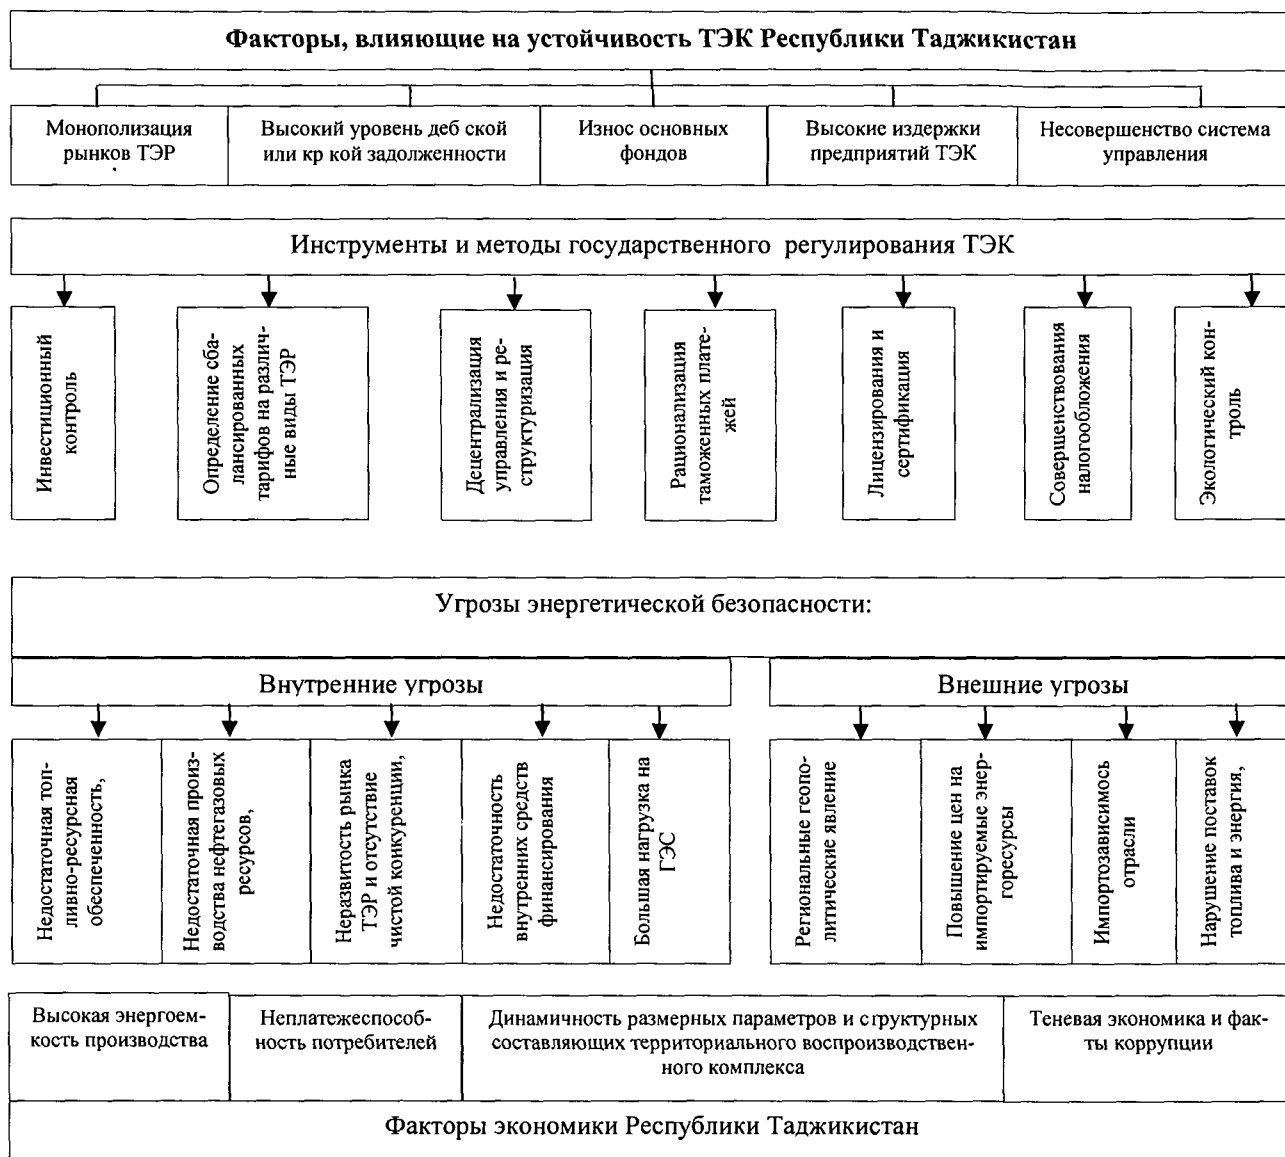 Факторы, влияющие на устойчивость ТЭК Республики Таджикистан
Монополизация
рынков ТЭР
Высокий уровень деб ской
или кр кой задолженности
Износ основных
фондов
Высокие издержки
предприятий ТЭК
Несовершенство система
управления
Инструменты и методы государственного регулирования ТЭК
Инвестиционный
контроль
Определение сба-
лансированных
тарифов на различ-
ные виды ТЭР
Децентрализация
управления и ре-
структуризация
Рационализация
таможенных плате-
жей
Лицензирования и
сертификация
Совершенствования
налогообложения
Экологический кон-
троль
Угрозы энергетической безопасности:
Внутренние угрозы
Внешние угрозы
Недостаточная топ-
ливно-ресурсная
обеспеченность,
Недостаточная произ-
водства нефтегазовых
ресурсов,
Неразвитость рынка
ТЭР и отсутствие
чистой конкуренции,
Недостаточность
внутренних средств
финансирования
Большая нагрузка на
ГЭС
Региональные геопо-
литические явление
Повышение цен на
импортируемые энер-
горесурсы
Импортозависимось
отрасли
Нарушение поставок
топлива и энергия,
Высокая энергоем-
кость производства
Неплатежеспособ-
ность потребителей
Динамичность размерных параметров и структурных
составляющих территориального воспроизводствен-
ного комплекса
Теневая экономика и фак-
ты коррупции
Факторы экономики Республики Таджикистан